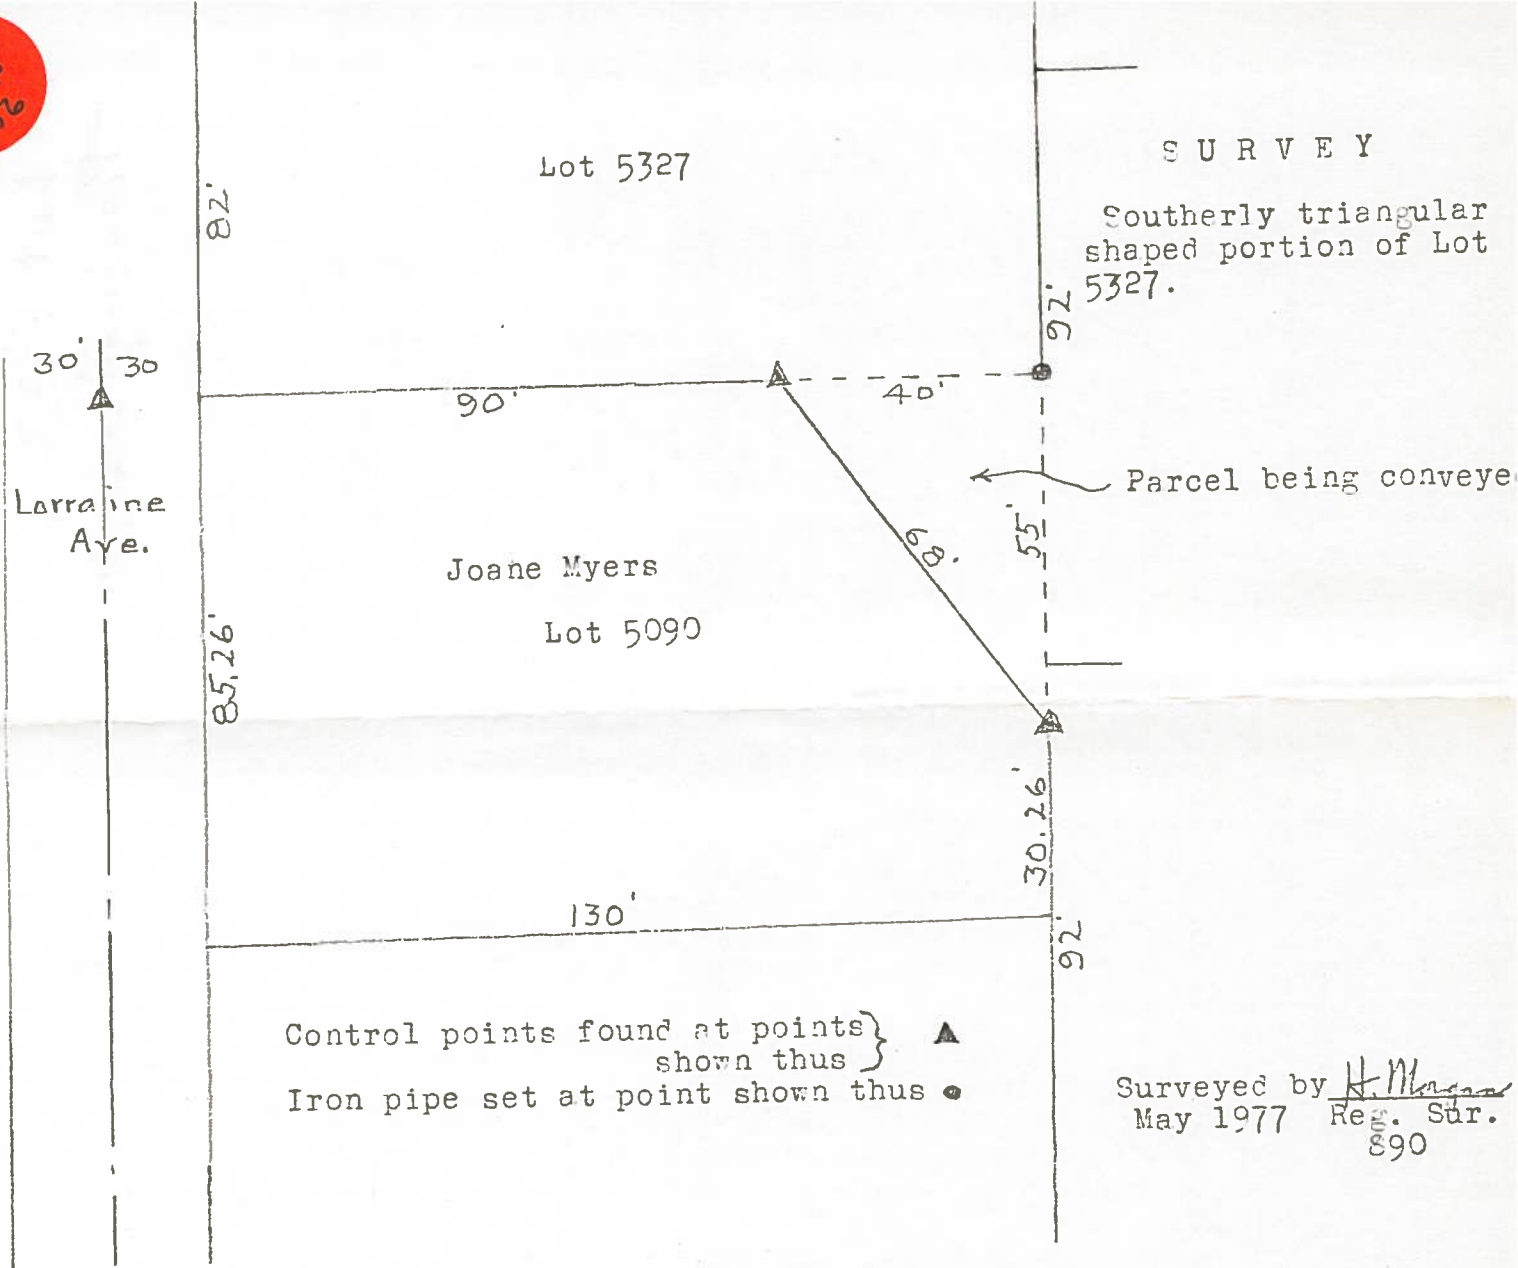 Lot 5327
82'
SURVEY
Southerly triangular
shaped portion of Lot
5327.
92'
30' 30
90'
40'
Lorraine
Ave.
Parcel being conveye
55'
68'
Joane Myers
Lot 5090
85.26'
30.26'
130'
92'
Control points found at points
shown thus
Iron pipe set at point shown thus
Surveyed by H. Morgan
May 1977 Reg. Sur.
890